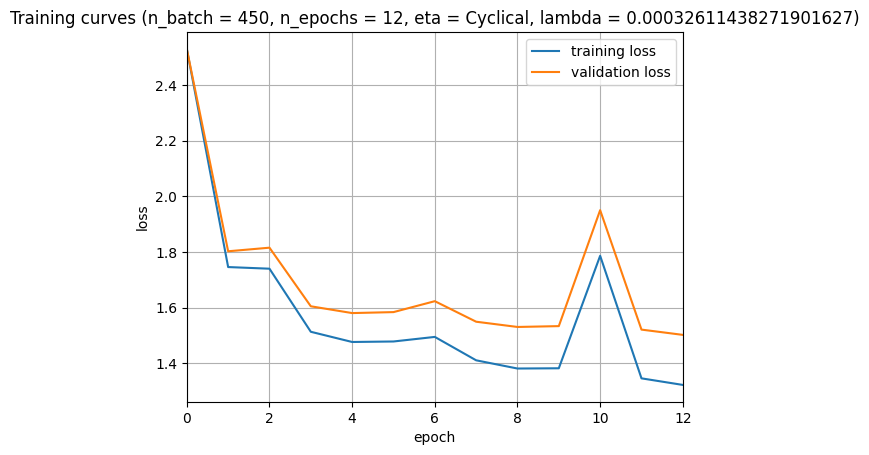 Training curves (n_batch = 450, n_epochs = 12, eta = Cyclical, lambda = 0.00032611438271901627)
training loss
validation loss
2.4
2.2
2.0
1.8
1.6
1.4
loss
0 2 4 6 8 10 12
epoch